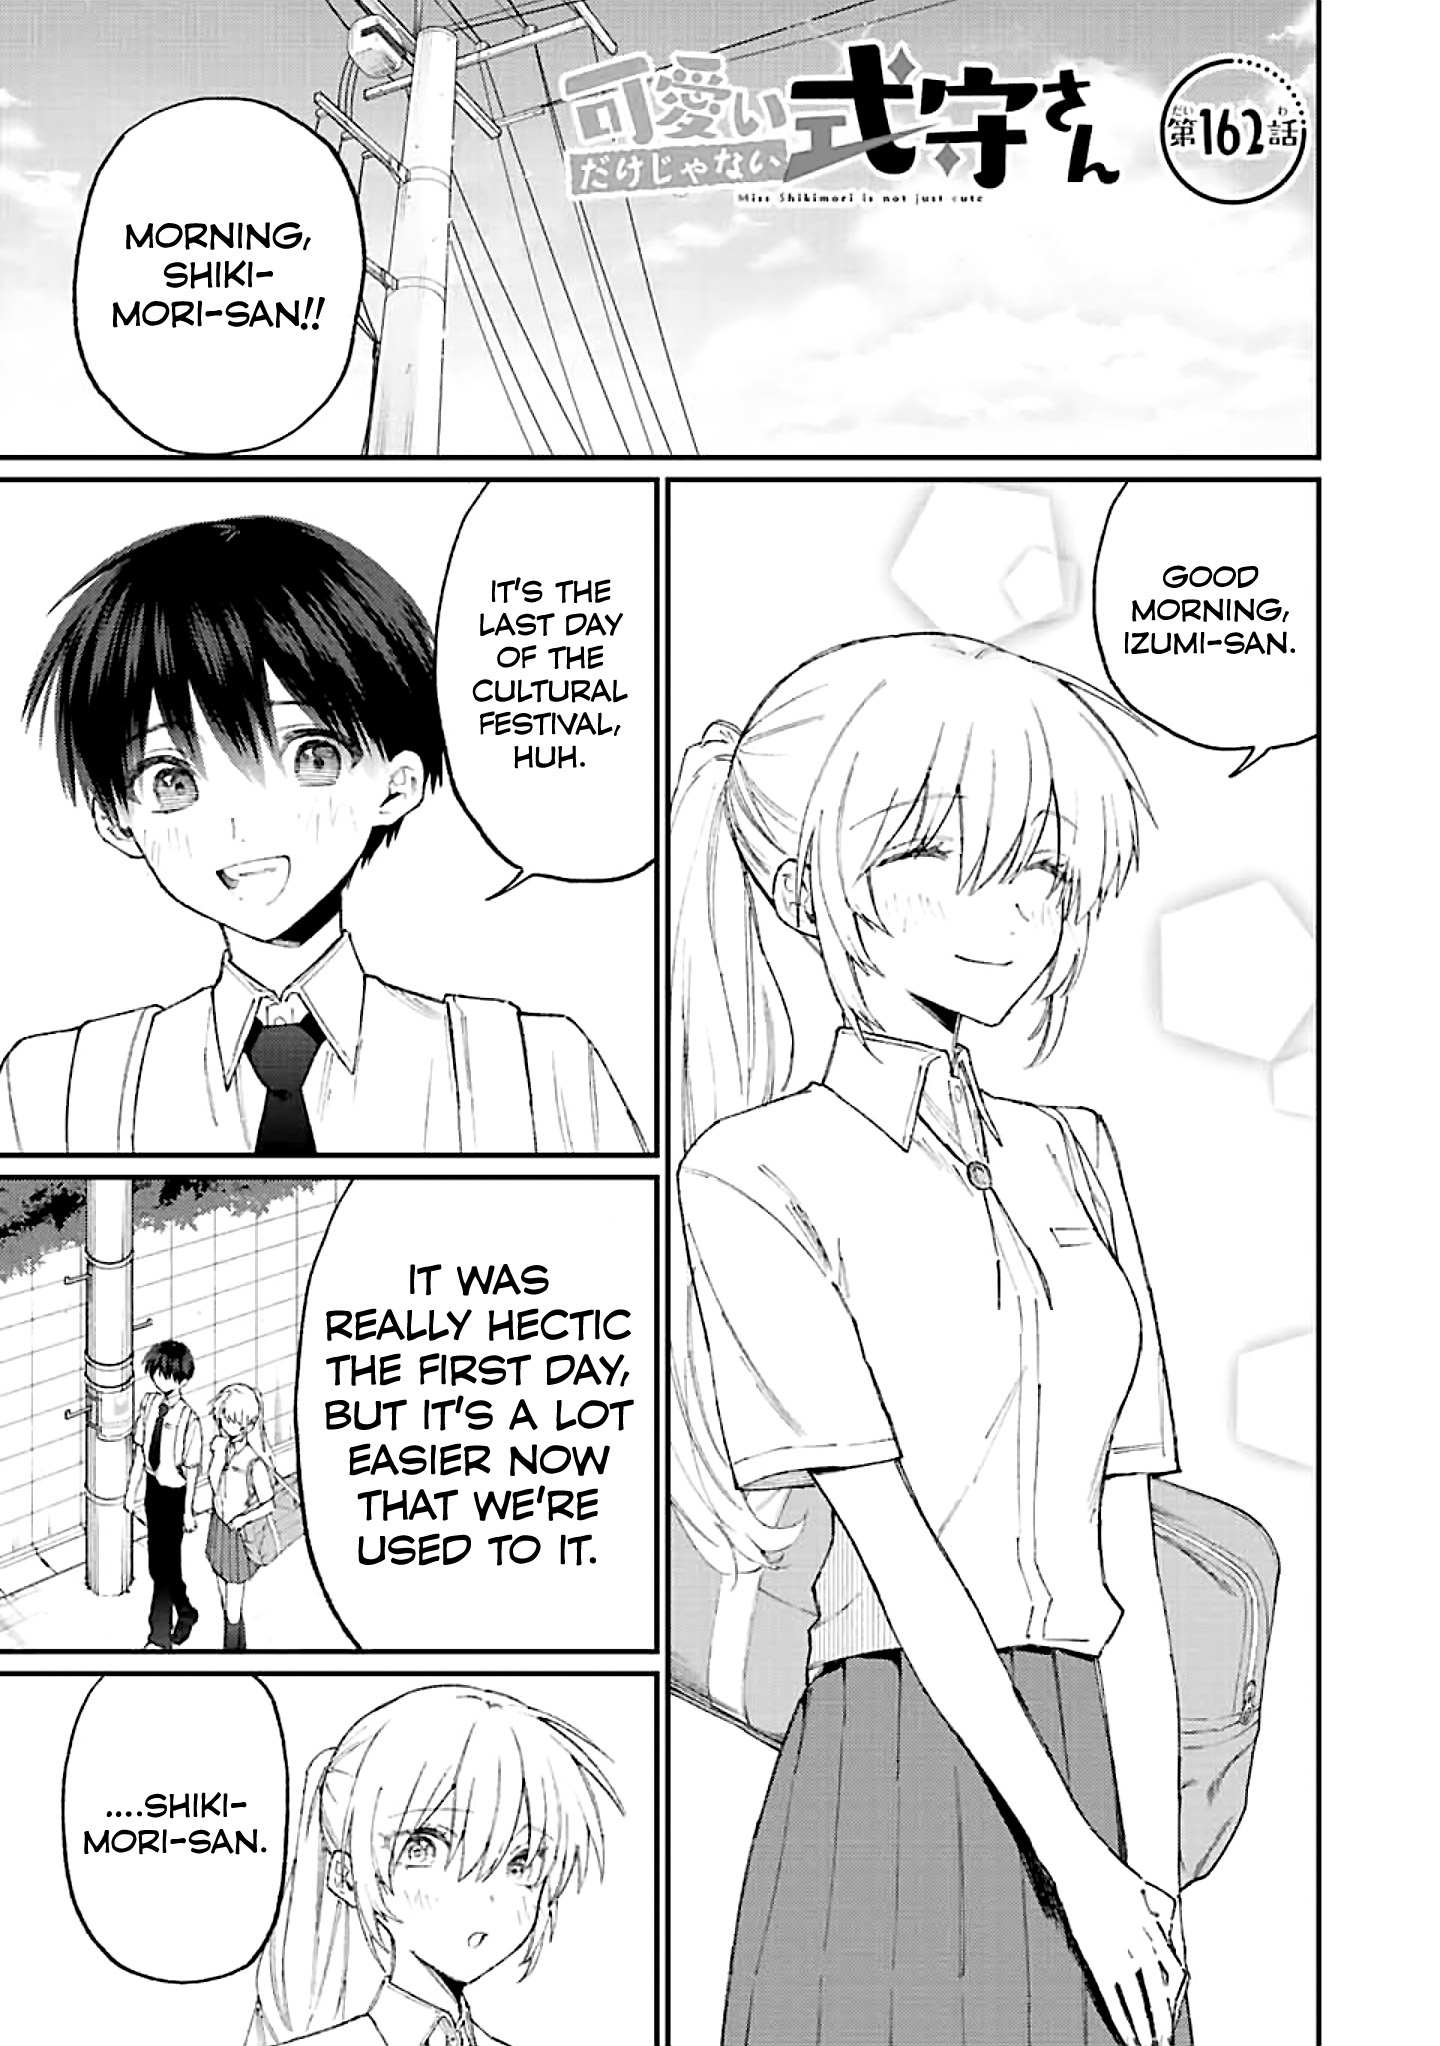 可愛い
だけじゃない
式守さん
Miss Shikimori is not just cute
だい わ
第162話
MORNING,
SHIKI-
MORI-SAN!!
GOOD
MORNING,
IZUMI-SAN.
IT'S THE
LAST DAY
OF THE
CULTURAL
FESTIVAL,
HUH.
IT WAS
REALLY HECTIC
THE FIRST DAY,
BUT IT'S A LOT
EASIER NOW
THAT WE'RE
USED TO IT.
....SHIKI-
MORI-SAN.